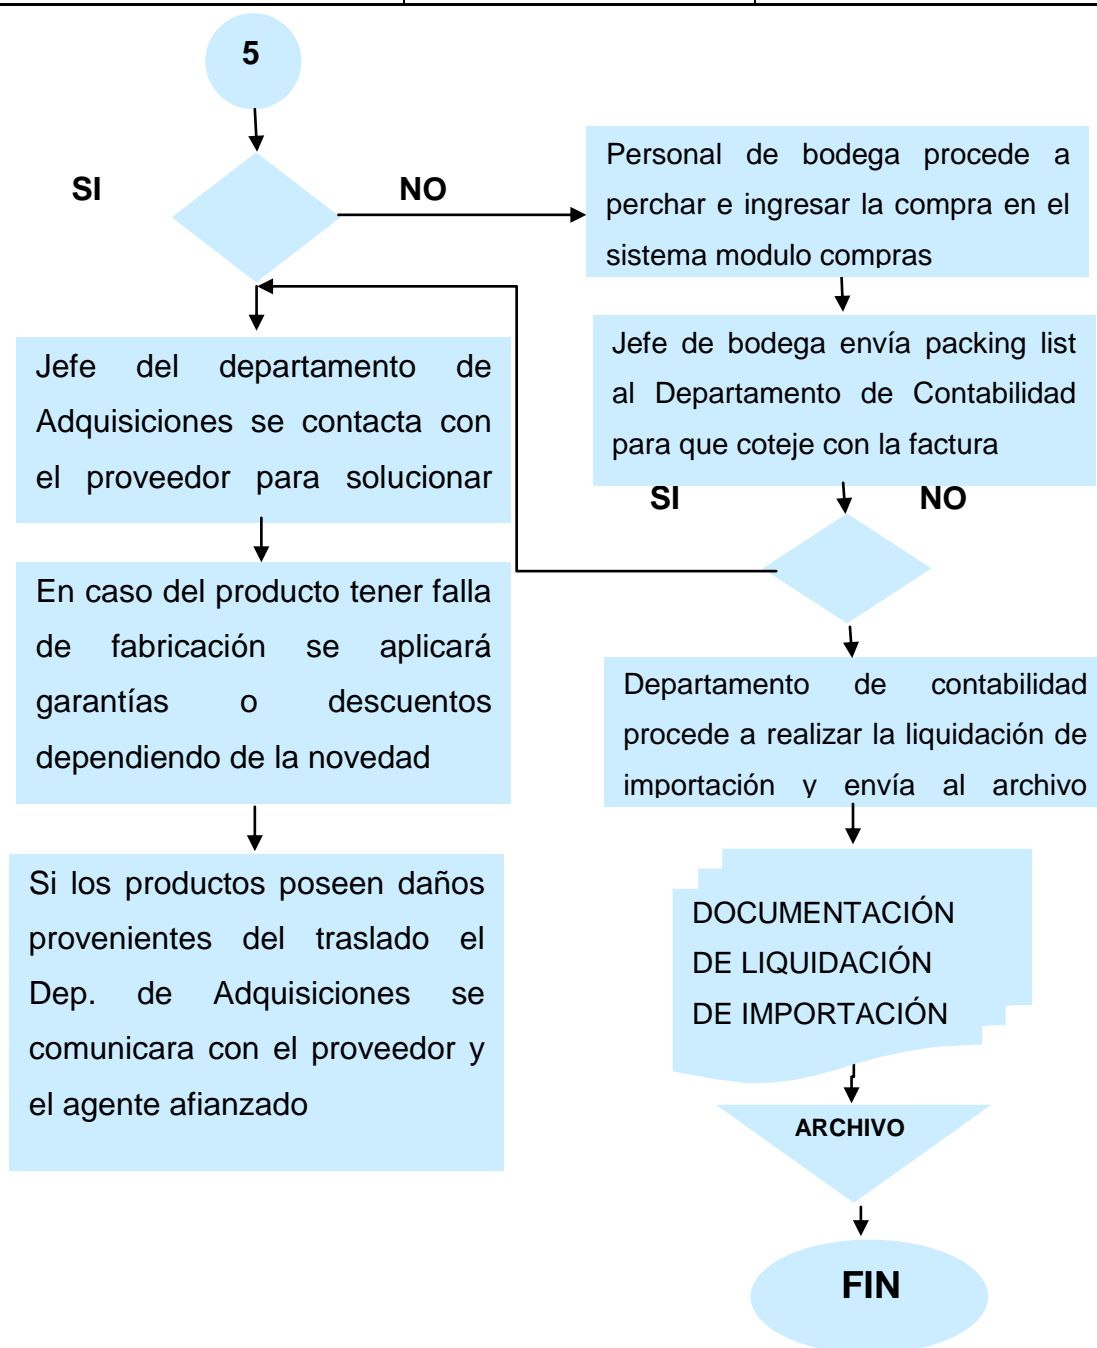 5
SI
NO
Personal de bodega procede a
perchar e ingresar la compra en el
sistema modulo compras
Jefe del departamento de
Adquisiciones se contacta con
el proveedor para solucionar
Jefe de bodega envía packing list
al Departamento de Contabilidad
para que coteje con la factura
SI
NO
En caso del producto tener falla
de fabricación se aplicará
garantías o descuentos
dependiendo de la novedad
Departamento de contabilidad
procede a realizar la liquidación de
importación y envía al archivo
Si los productos poseen daños
provenientes del traslado el
Dep. de Adquisiciones se
comunicara con el proveedor y
el agente afianzado
DOCUMENTACIÓN
DE LIQUIDACIÓN
DE IMPORTACIÓN
ARCHIVO
FIN